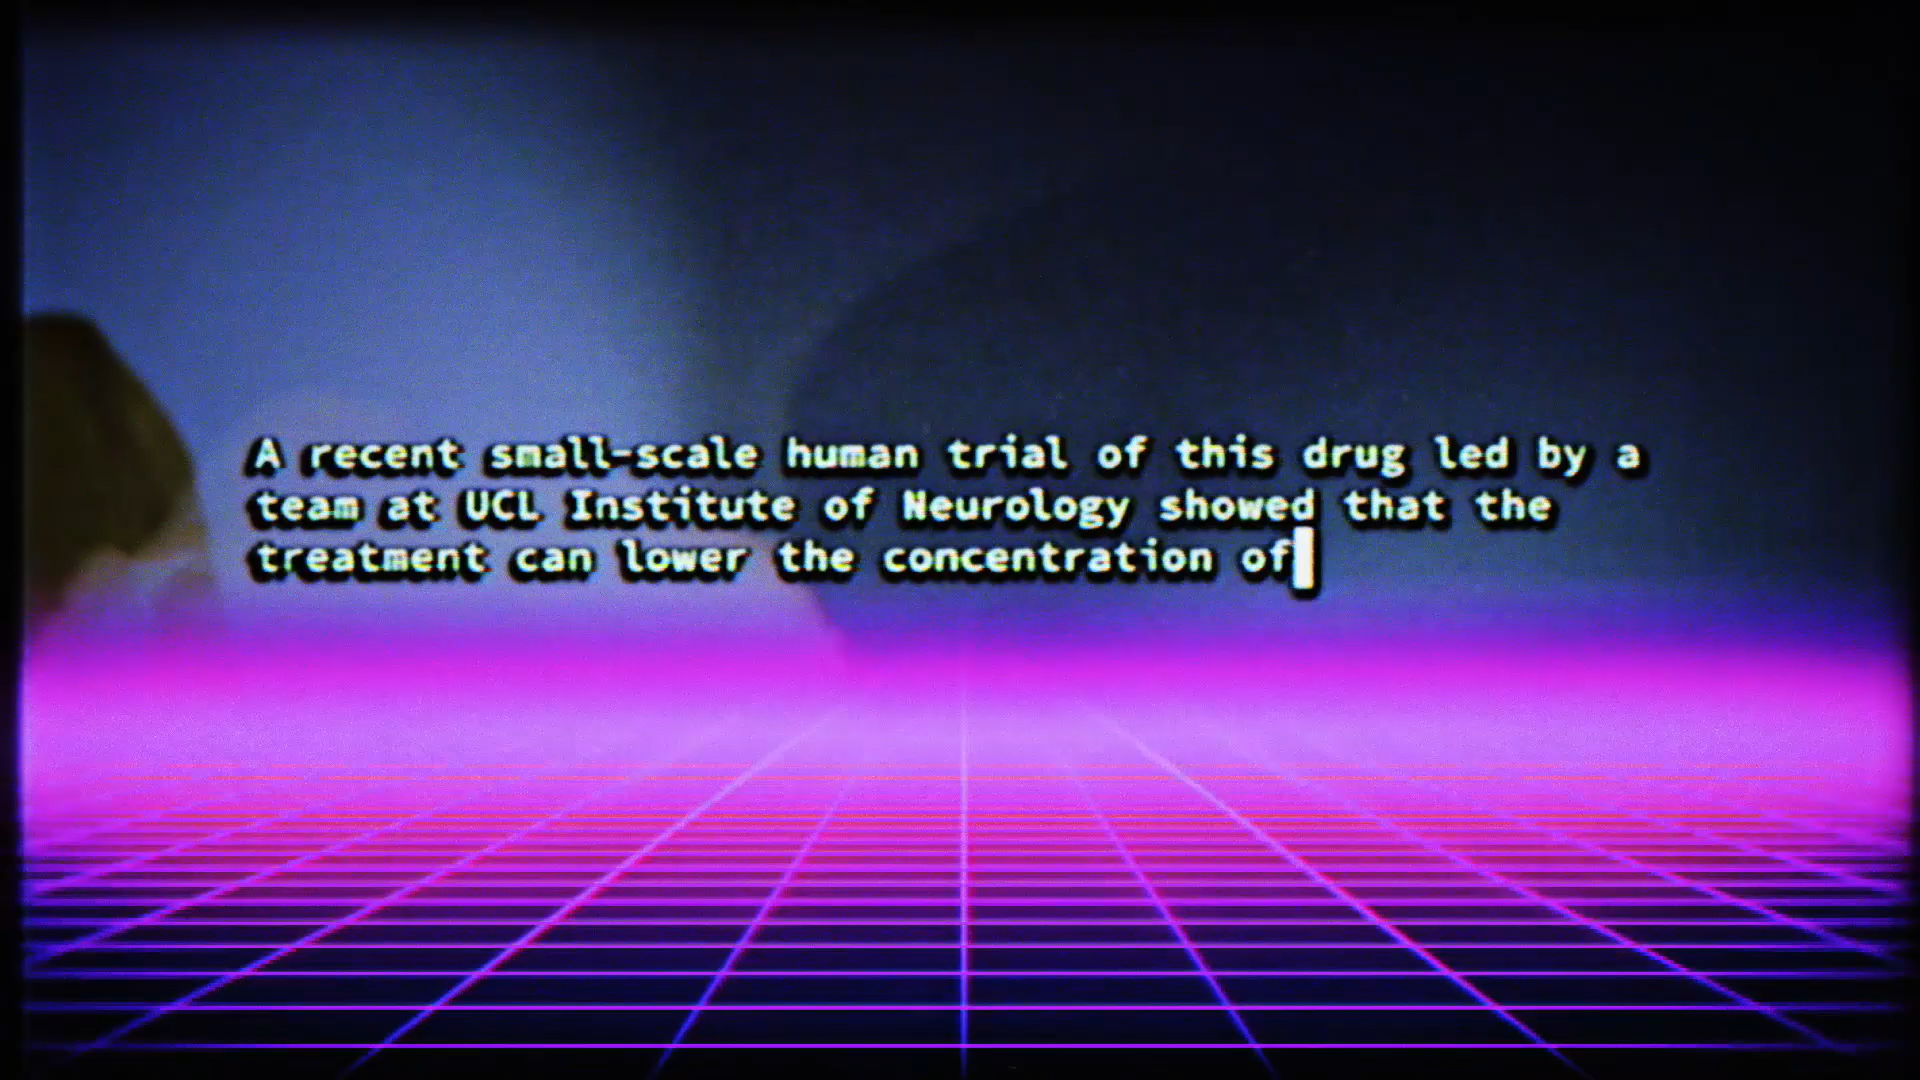 A recent small-scale human trial of this drug led by a
team at UCL Institute of Neurology showed that the
treatment can lower the concentration of